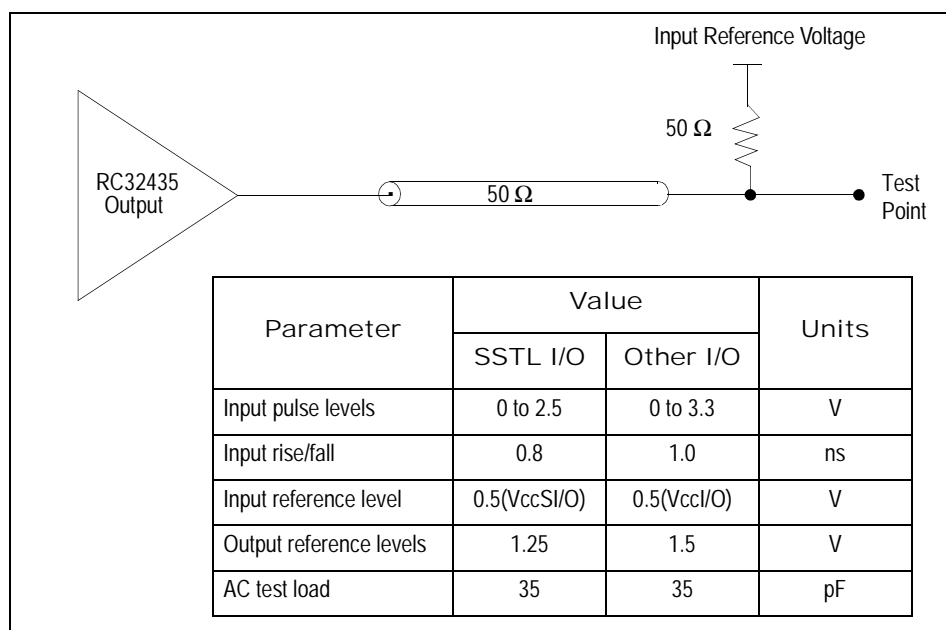 Input Reference Voltage
50 Ω
RC32435
Output
50 Ω
Test
Point
Parameter Value Units
SSTL I/O Other I/O
Input pulse levels 0 to 2.5 0 to 3.3 V
Input rise/fall 0.8 1.0 ns
Input reference level 0.5(VccSI/O) 0.5(VccI/O) V
Output reference levels 1.25 1.5 V
AC test load 35 35 pF